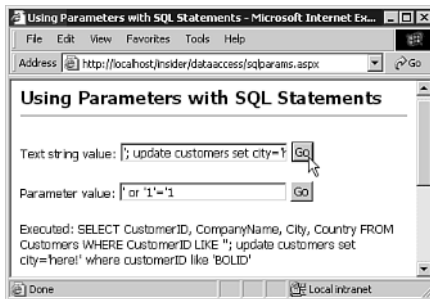 Using Parameters with SQL Statements - Microsoft Internet Ex...
File Edit View Favorites Tools Help
Address http://localhost/insider/dataaccess/sqlparams.aspx Go
Using Parameters with SQL Statements
Text string value: '; update customers set city='h Go
Parameter value: ' or '1'='1 Go
Executed: SELECT CustomerID, CompanyName, City, Country FROM
Customers WHERE CustomerID LIKE ''; update customers set
city='here!' where customerID like 'BOLID'
Done Local intranet